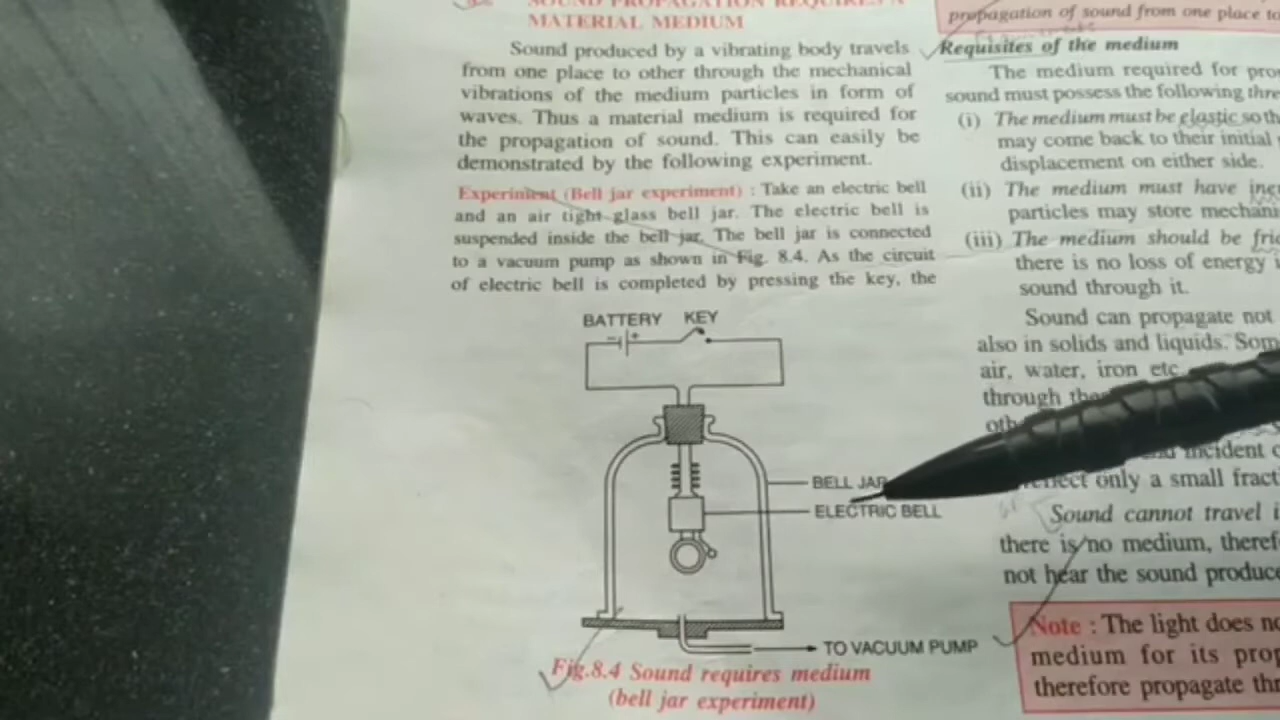 MATERIAL MEDIUM
Sound produced by a vibrating body travels
from one place to other through the mechanical
vibrations of the medium particles in form of
waves. Thus a material medium is required for
the propagation of sound. This can easily be
demonstrated by the following experiment.
Experiment (Bell jar experiment) : Take an electric bell
and an air tight glass bell jar. The electric bell is
suspended inside the bell jar. The bell jar is connected
to a vacuum pump as shown in Fig. 8.4. As the circuit
of electric bell is completed by pressing the key, the
BATTERY KEY
BELL JAR
ELECTRIC BELL
TO VACUUM PUMP
Fig.8.4 Sound requires medium
(bell jar experiment)
propagation of sound from one place to
Requisites of the medium
The medium required for
sound must possess the following
(i) The medium must be elastic so
may come back to their initial
displacement on either side.
(ii) The medium must have
particles may store
(iii) The medium should be
there is no loss of energy
sound through it.
Sound can propagate not
also in solids and liquids.
air, water, iron etc.
through
incident
only a small
Sound cannot travel
there is no medium,
not hear the sound
Note : The light does
medium for its
therefore propagate